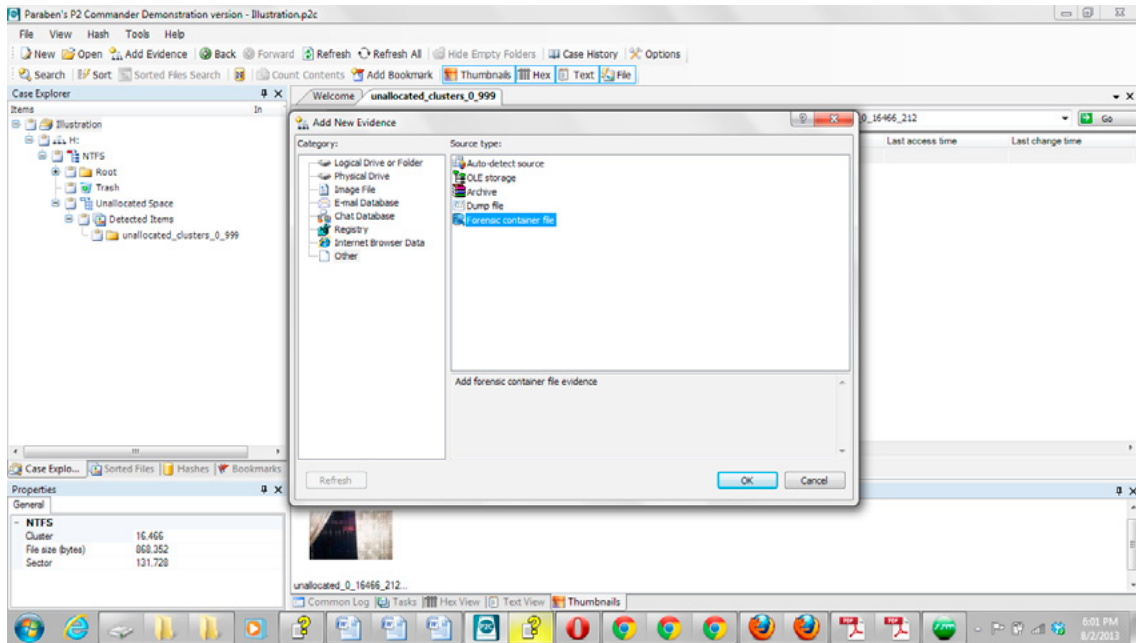 Paraben's P2 Commander Demonstration version - Illustration.p2c
File View Hash Tools Help
New Open Add Evidence Back Forward Refresh Refresh All Hide Empty Folders Case History Options
Search Sort Sorted Files Search Count Contents Add Bookmark Thumbnails Hex Text File
Case Explorer
Items In
Illustration
H:
NTFS
Root
Trash
Unallocated Space
Detected Items
unallocated_clusters_0_999
Welcome unallocated_clusters_0_999
0_16466_212 Go
Last access time Last change time
Add New Evidence
Category:
Logical Drive or Folder
Physical Drive
Image File
E-mail Database
Chat Database
Registry
Internet Browser Data
Other
Source type:
Auto-detect source
OLE storage
Archive
Dump file
Forensic container file
Add forensic container file evidence
Refresh OK Cancel
Case Explo... Sorted Files Hashes Bookmarks
Properties
General
NTFS
Cluster 16.466
File size (bytes) 868.352
Sector 131.728
unallocated_0_16466_212...
Common Log Tasks Hex View Text View Thumbnails
6:01 PM
8/2/2013